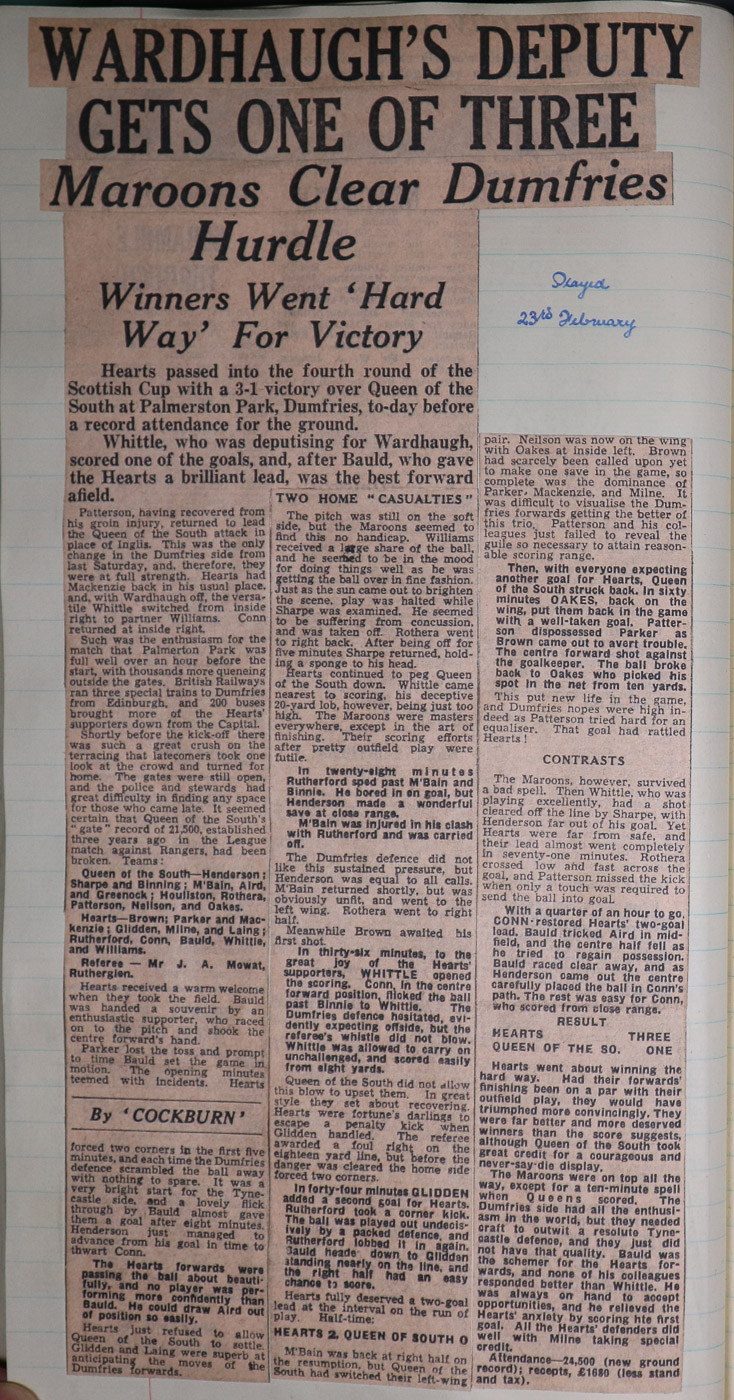 WARDHAUGH'S DEPUTY
GETS ONE OF THREE
Maroons Clear Dumfries
Hurdle
Winners Went 'Hard
Way' For Victory
Played
23rd February
Hearts passed into the fourth round of the
Scottish Cup with a 3-1 victory over Queen of the
South at Palmerston Park, Dumfries, to-day before
a record attendance for the ground.
Whittle, who was deputising for Wardhaugh,
scored one of the goals, and, after Bauld, who gave
the Hearts a brilliant lead, was the best forward
afield.
Patterson, having recovered from
his groin injury, returned to lead
the Queen of the South attack in
place of Inglis. This was the only
change in the Dumfries side from
last Saturday, and, therefore, they
were at full strength. Hearts had
Mackenzie back in his usual place,
and, with Wardhaugh off, the versa-
tile Whittle switched from inside
right to partner Williams. Conn
returned at inside right.
Such was the enthusiasm for the
match that Palmerton Park was
full well over an hour before the
start, with thousands more queueing
outside the gates. British Railways
ran three special trains to Dumfries
from Edinburgh, and 200 buses
brought more of the Hearts'
supporters down from the Capital.
Shortly before the kick-off there
was such a great crush on the
terracing that latecomers took one
look at the crowd and turned for
home. The gates were still open,
and the police and stewards had
great difficulty in finding any space
for those who came late. It seemed
certain that Queen of the South's
"gate" record of 21,500, established
three years ago in the League
match against Rangers, had been
broken. Teams:
Queen of the South—Henderson;
Sharpe and Binning; M'Bain, Aird,
and Greenock; Houliston, Rothera,
Patterson, Neilson, and Oakes.
Hearts—Brown; Parker and Mac-
kenzie; Glidden, Milne, and Laing;
Rutherford, Conn, Bauld, Whittle,
and Williams.
Referee — Mr J. A. Mowat,
Rutherglen.
Hearts received a warm welcome
when they took the field. Bauld
was handed a souvenir by an
enthusiastic supporter, who raced
on to the pitch and shook the
centre forward's hand.
Parker lost the toss and prompt
to time Bauld set the game in
motion. The opening minutes
teemed with incidents. Hearts
By 'COCKBURN'
forced two corners in the first five
minutes, and each time the Dumfries
defence scrambled the ball away
with nothing to spare. It was a
very bright start for the Tyne-
castle side, and a lovely flick
through by Bauld almost gave
them a goal after eight minutes.
Henderson just managed to
advance from his goal in time to
thwart Conn.
The Hearts forwards were
passing the ball about beauti-
fully, and no player was per-
forming more confidently than
Bauld. He could draw Aird out
of position so easily.
Hearts just refused to allow
Queen of the South to settle.
Glidden and Laing were superb at
anticipating the moves of the
Dumfries forwards.
TWO HOME "CASUALTIES"
The pitch was still on the soft
side, but the Maroons seemed to
find this no handicap. Williams
received a large share of the ball,
and he seemed to be in the mood
for doing things well as he was
getting the ball over in fine fashion.
Just as the sun came out to brighten
the scene, play was halted while
Sharpe was examined. He seemed
to be suffering from concussion,
and was taken off. Rothera went
to right back. After being off for
five minutes Sharpe returned, hold-
ing a sponge to his head.
Hearts continued to peg Queen
of the South down. Whittle came
nearest to scoring, his deceptive
20-yard lob, however, being just too
high. The Maroons were masters
everywhere, except in the art of
finishing. Their scoring efforts
after pretty outfield play were
futile.
In twenty-eight minutes
Rutherford sped past M'Bain and
Binnie. He bored in on goal, but
Henderson made a wonderful
save at close range.
M'Bain was injured in his clash
with Rutherford and was carried
off.
The Dumfries defence did not
like this sustained pressure, but
Henderson was equal to all calls.
M'Bain returned shortly, but was
obviously unfit, and went to the
left wing. Rothera went to right
half.
Meanwhile Brown awaited his
first shot.
In thirty-six minutes, to the
great joy of the Hearts'
supporters, WHITTLE opened
the scoring. Conn, in the centre
forward position, flicked the ball
past Binnie to Whittle. The
Dumfries defence hesitated, evi-
dently expecting offside, but the
referee's whistle did not blow.
Whittle was allowed to carry on
unchallenged, and scored easily
from eight yards.
Queen of the South did not allow
this blow to upset them. In great
style they set about recovering.
Hearts were fortune's darlings to
escape a penalty kick when
Glidden handled. The referee
awarded a foul right on the
eighteen yard line, but before the
danger was cleared the home side
forced two corners.
In forty-four minutes GLIDDEN
added a second goal for Hearts.
Rutherford took a corner kick.
The ball was played out undecis-
ively by a packed defence, and
Rutherford lobbed it in again.
Bauld heade down to Glidden
standing nearly on the line, and
the right half had an easy
chance to score.
Hearts fully deserved a two-goal
lead at the interval on the run of
play. Half-time:
HEARTS 2, QUEEN OF SOUTH 0
M'Bain was back at right half on
the resumption, but Queen of the
South had switched their left-wing
pair. Neilson was now on the wing
with Oakes at inside left. Brown
had scarcely been called upon yet
to make one save in the game, so
complete was the dominance of
Parker, Mackenzie, and Milne. It
was difficult to visualise the Dum-
fries forwards getting the better of
this trio. Patterson and his col-
leagues just failed to reveal the
guile so necessary to attain reason-
able scoring range.
Then, with everyone expecting
another goal for Hearts, Queen
of the South struck back. In sixty
minutes OAKES, back on the
wing, put them back in the game
with a well-taken goal. Patter-
son dispossessed Parker as
Brown came out to avert trouble.
The centre forward shot against
the goalkeeper. The ball broke
back to Oakes who picked his
spot in the net from ten yards.
This put new life in the game,
and Dumfries hopes were high in-
deed as Patterson tried hard for an
equaliser. That goal had rattled
Hearts!
CONTRASTS
The Maroons, however, survived
a bad spell. Then Whittle, who was
playing excellently, had a shot
cleared off the line by Sharpe, with
Henderson far out of his goal. Yet
Hearts were far from safe, and
their lead almost went completely
in seventy-one minutes. Rothera
crossed low and fast across the
goal, and Patterson missed the kick
when only a touch was required to
send the ball into goal.
With a quarter of an hour to go,
CONN restored Hearts' two-goal
lead. Bauld tricked Aird in mid-
field, and the centre half fell as
he tried to regain possession.
Bauld raced clear away, and as
Henderson came out the centre
carefully placed the ball in Conn's
path. The rest was easy for Conn,
who scored from close range.
RESULT
HEARTS THREE
QUEEN OF THE SO. ONE
Hearts went about winning the
hard way. Had their forwards'
finishing been on a par with their
outfield play, they would have
triumphed more convincingly. They
were far better and more deserved
winners than the score suggests,
although Queen of the South took
great credit for a courageous and
never-say-die display.
The Maroons were on top all the
way, except for a ten-minute spell
when Queens scored. The
Dumfries side had all the enthusi-
asm in the world, but they needed
craft to outwit a resolute Tyne-
castle defence, and they just did
not have that quality. Bauld was
the schemer for the Hearts for-
wards, and none of his colleagues
responded better than Whittle. He
was always on hand to accept
opportunities, and he relieved the
Hearts' anxiety by scoring hte first
goal. All the Hearts' defenders did
well with Milne taking special
credit.
Attendance—24,500 (new ground
record); receipts, £1680 (less stand
and tax).